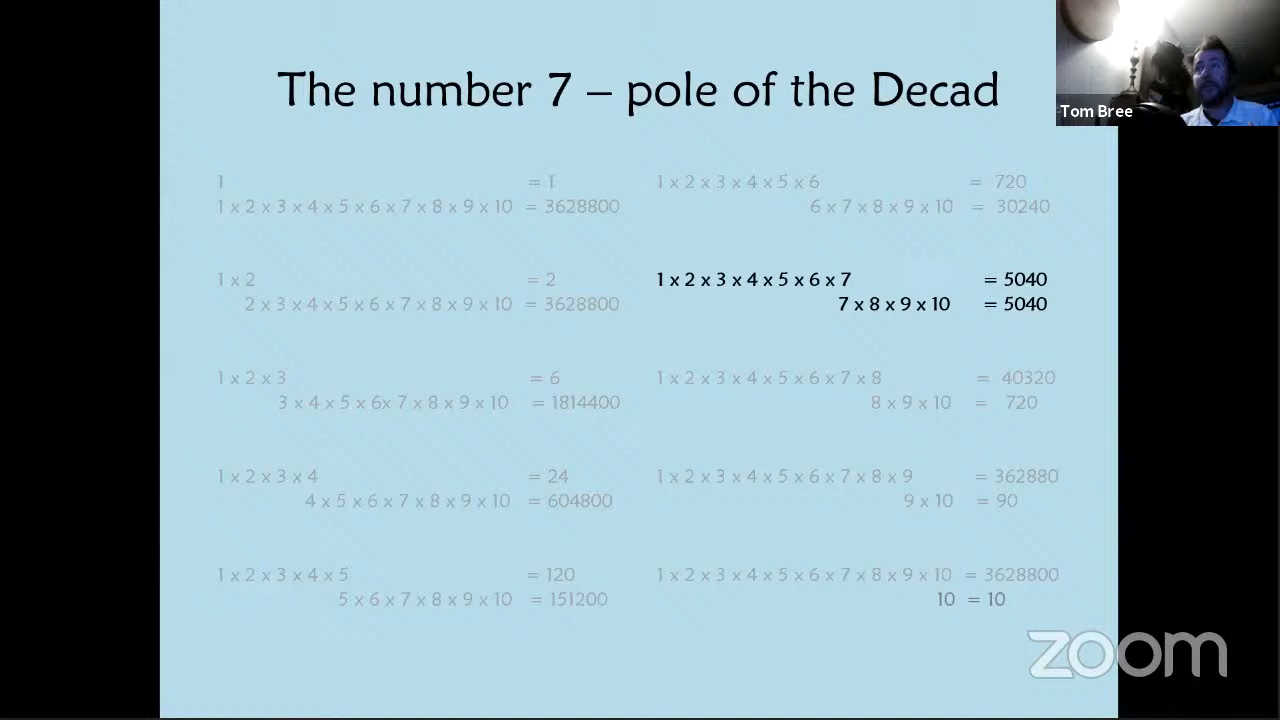 The number 7 – pole of the Decad
Tom Bree
1 = 1
1 x 2 x 3 x 4 x 5 x 6 x 7 x 8 x 9 x 10 = 3628800
1 x 2 = 2
2 x 3 x 4 x 5 x 6 x 7 x 8 x 9 x 10 = 3628800
1 x 2 x 3 = 6
3 x 4 x 5 x 6x 7 x 8 x 9 x 10 = 1814400
1 x 2 x 3 x 4 = 24
4 x 5 x 6 x 7 x 8 x 9 x 10 = 604800
1 x 2 x 3 x 4 x 5 = 120
5 x 6 x 7 x 8 x 9 x 10 = 151200
1 x 2 x 3 x 4 x 5 x 6 = 720
6 x 7 x 8 x 9 x 10 = 30240
1 x 2 x 3 x 4 x 5 x 6 x 7 = 5040
7 x 8 x 9 x 10 = 5040
1 x 2 x 3 x 4 x 5 x 6 x 7 x 8 = 40320
8 x 9 x 10 = 720
1 x 2 x 3 x 4 x 5 x 6 x 7 x 8 x 9 = 362880
9 x 10 = 90
1 x 2 x 3 x 4 x 5 x 6 x 7 x 8 x 9 x 10 = 3628800
10 = 10
zoom